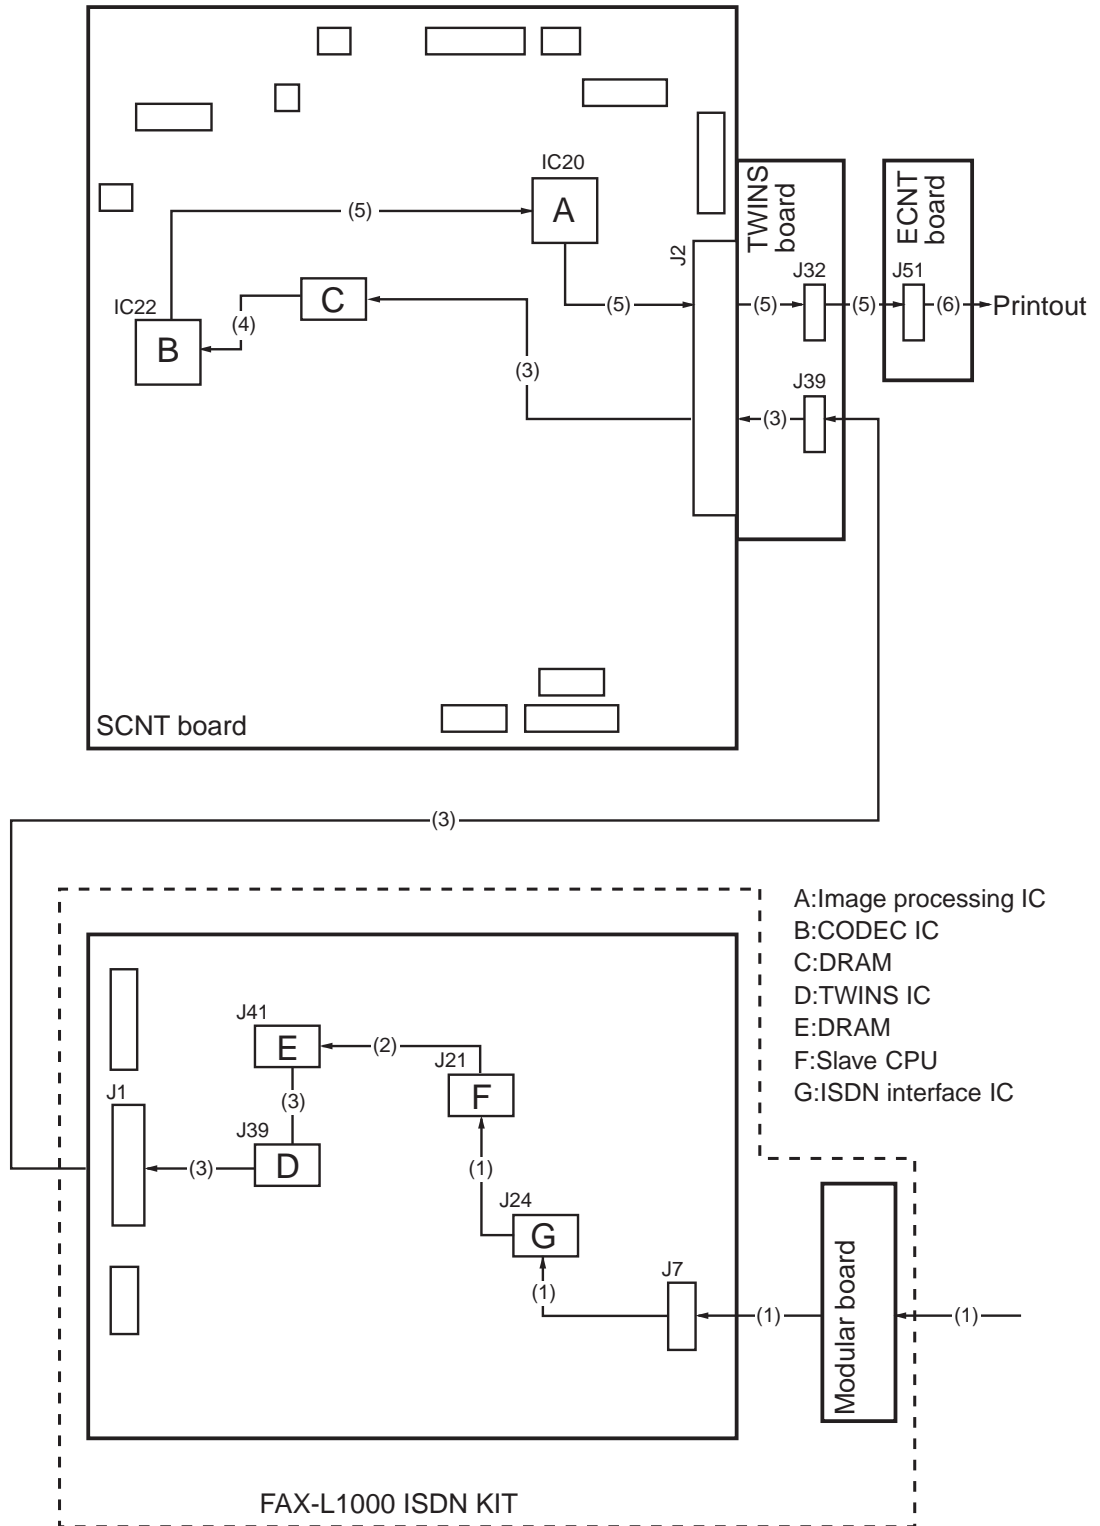 IC20
A
(5)
TWINS
board
ECNT
board
J2
J32
J51
IC22
C
(4)
(5)
(5)
(5)
(6)
Printout
B
(3)
J39
(3)
SCNT board
(3)
A:Image processing IC
B:CODEC IC
C:DRAM
D:TWINS IC
E:DRAM
F:Slave CPU
G:ISDN interface IC
J41
E
(2)
J21
F
J1
(3)
J39
D
(3)
(1)
J24
G
J7
(1)
(1)
(1)
Modular board
FAX-L1000 ISDN KIT